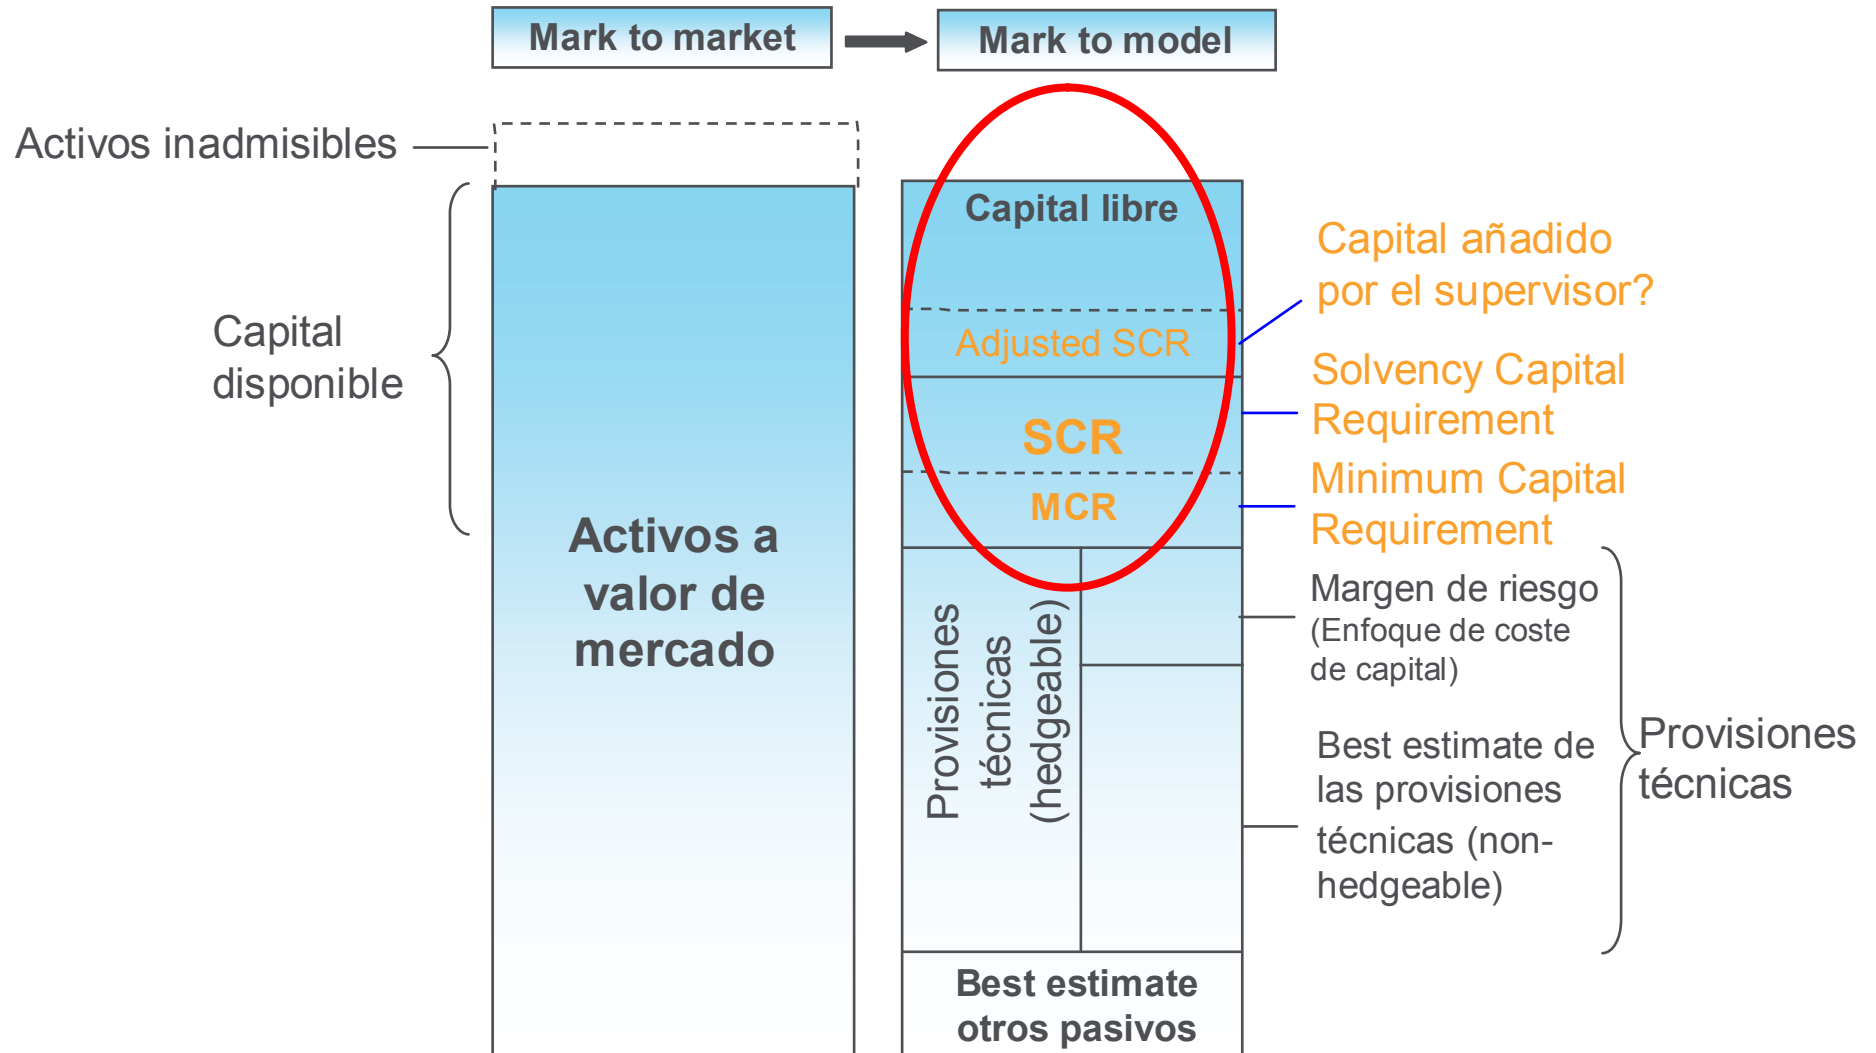 Mark to market
Mark to model
Activos inadmisibles
Capital
disponible
Activos a
valor de
mercado
Capital libre
Adjusted SCR
SCR
MCR
Provisiones
técnicas
(hedgeable)
Best estimate
otros pasivos
Capital añadido
por el supervisor?
Solvency Capital
Requirement
Minimum Capital
Requirement
Margen de riesgo
(Enfoque de coste
de capital)
Best estimate de
las provisiones
técnicas (non-
hedgeable)
Provisiones
técnicas